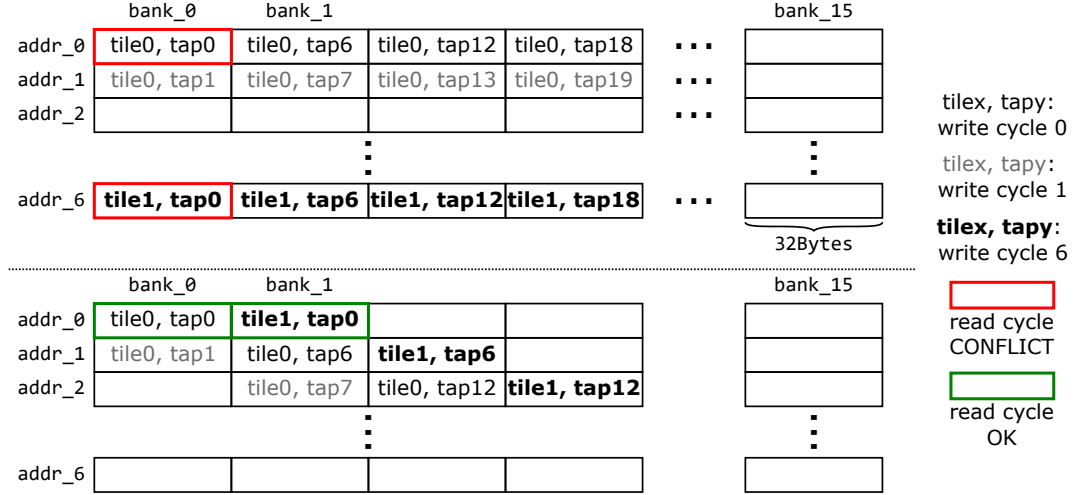 bank_0 bank_1 bank_15
addr_0 tile0, tap0 tile0, tap6 tile0, tap12 tile0, tap18 ...
addr_1 tile0, tap1 tile0, tap7 tile0, tap13 tile0, tap19 ...
addr_2 ...
addr_6 tile1, tap0 tile1, tap6 tile1, tap12 tile1, tap18 ...
32Bytes
bank_0 bank_1 bank_15
addr_0 tile0, tap0 tile1, tap0
addr_1 tile0, tap1 tile0, tap6 tile1, tap6
addr_2 tile0, tap7 tile0, tap12 tile1, tap12
addr_6
tilex, tapy:
write cycle 0
tilex, tapy:
write cycle 1
tilex, tapy:
write cycle 6
read cycle
CONFLICT
read cycle
OK